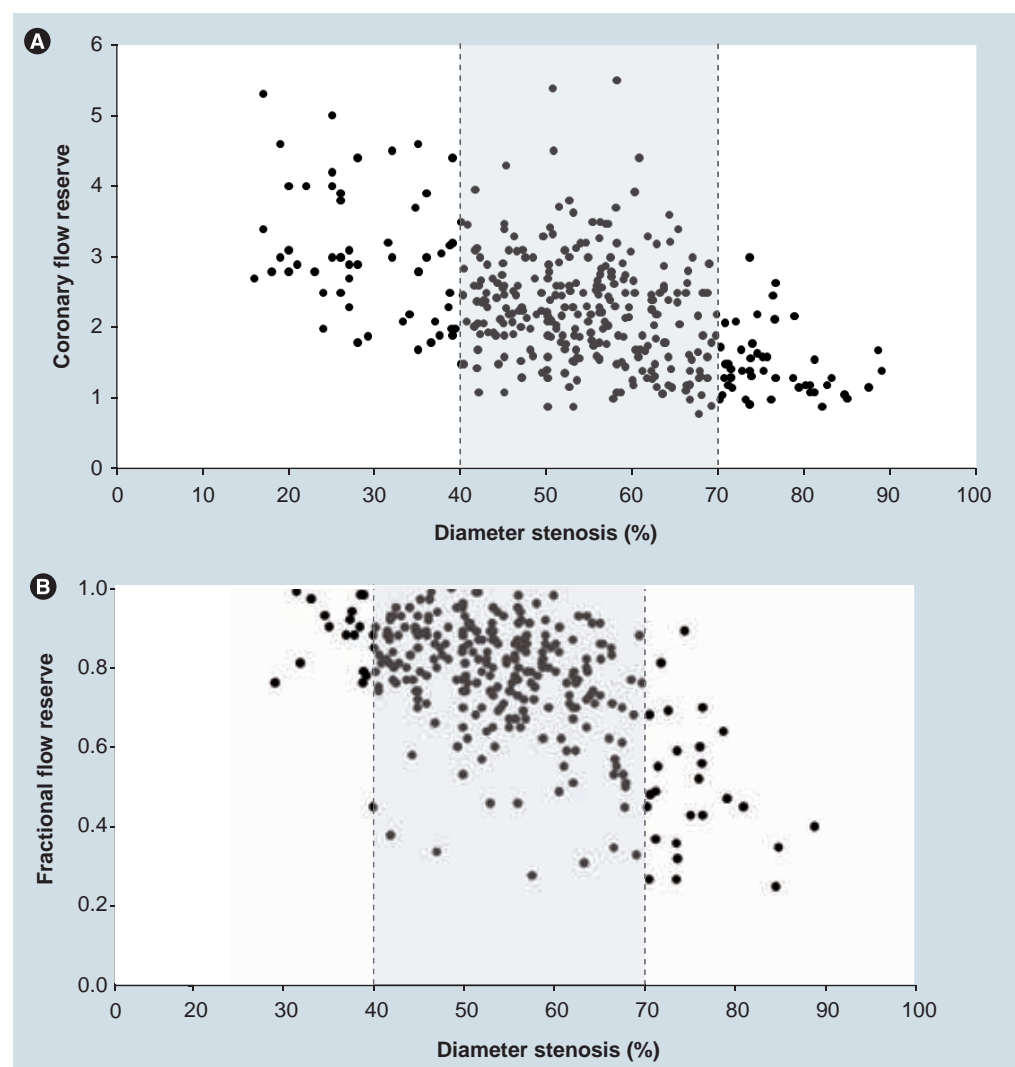 A
6
5
4
3
2
1
0
Coronary flow reserve
0 10 20 30 40 50 60 70 80 90 100
Diameter stenosis (%)
B
1.0
0.8
0.6
0.4
0.2
0.0
Fractional flow reserve
0 20 30 40 50 60 70 80 90 100
Diameter stenosis (%)